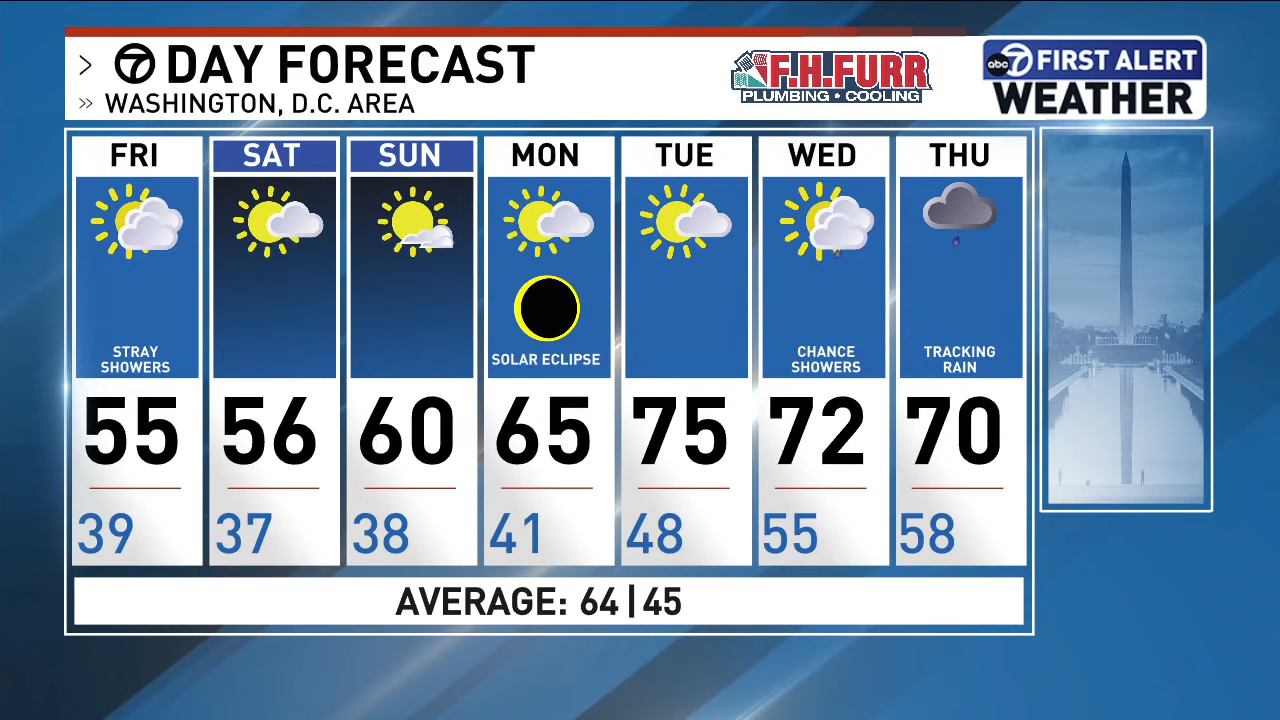 7 DAY FORECAST
WASHINGTON, D.C. AREA
F.H.FURR
PLUMBING • COOLING
abc 7 FIRST ALERT
WEATHER
FRI SAT SUN MON TUE WED THU
STRAY
SHOWERS
SOLAR ECLIPSE
CHANCE
SHOWERS
TRACKING
RAIN
55 56 60 65 75 72 70
39 37 38 41 48 55 58
AVERAGE: 64|45